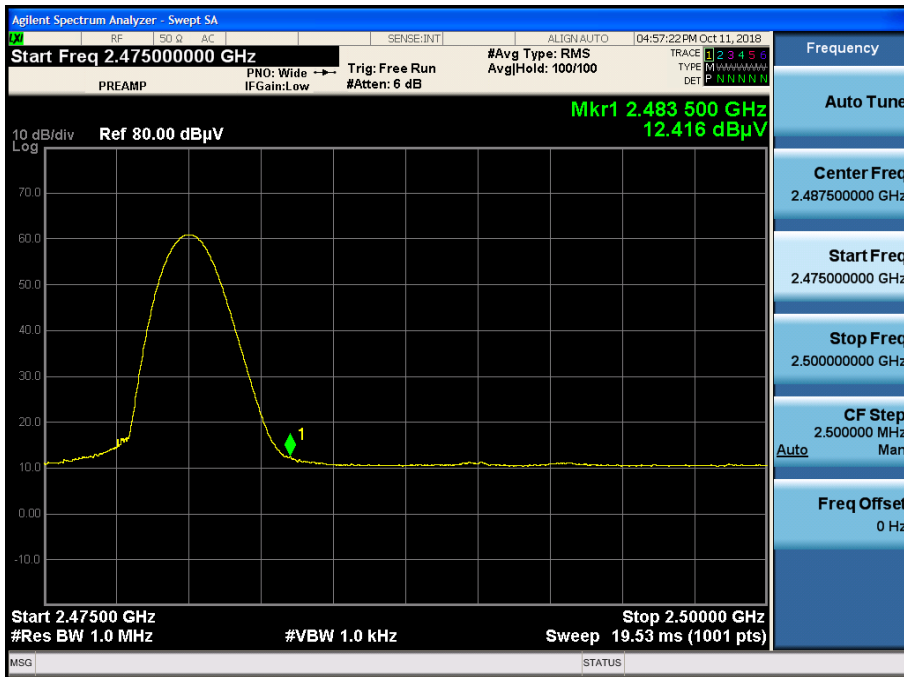 Agilent Spectrum Analyzer - Swept SA
LXI RF 50 Ω AC SENSE:INT ALIGN AUTO 04:57:22 PM Oct 11, 2018
Start Freq 2.475000000 GHz
PREAMP
PNO: Wide
IFGain:Low
Trig: Free Run
#Atten: 6 dB
#Avg Type: RMS
Avg|Hold: 100/100
TRACE 1 2 3 4 5 6
TYPE M WWWWW
DET P N N N N N
Mkr1 2.483 500 GHz
12.416 dBµV
10 dB/div Ref 80.00 dBµV
Log
70.0
60.0
50.0
40.0
30.0
20.0
10.0
0.00
-10.0
1
Start 2.47500 GHz Stop 2.50000 GHz
#Res BW 1.0 MHz #VBW 1.0 kHz Sweep 19.53 ms (1001 pts)
MSG STATUS
Frequency
Auto Tune
Center Freq
2.487500000 GHz
Start Freq
2.475000000 GHz
Stop Freq
2.500000000 GHz
CF Step
2.500000 MHz
Auto Man
Freq Offset
0 Hz